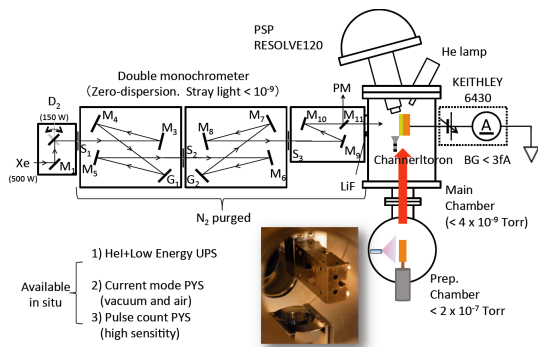 PSP
RESOLVE120
He lamp
Double monochrometer
(Zero-dispersion. Stray light < 10⁻⁹)
PM
KEITHLEY
6430
D₂
(150 W)
M₄
M₃
M₇
M₈
M₁₀
M₁₁
A
Xe
(500 W)
M₁
S₁
M₅
G₁
S₂
G₂
M₆
S₃
M₉
Channeltoron
BG < 3fA
LiF
N₂ purged
Main
Chamber
(< 4 x 10⁻⁹ Torr)
Available
in situ
1) HeI+Low Energy UPS
2) Current mode PYS
(vacuum and air)
3) Pulse count PYS
(high sensitity)
Prep.
Chamber
< 2 x 10⁻⁷ Torr